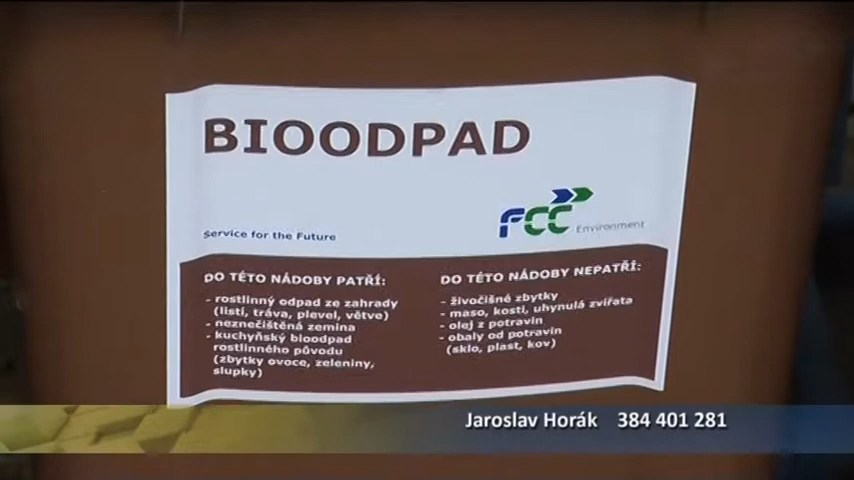 BIOODPAD
Service for the Future
FCC Environment
DO TÉTO NÁDOBY PATŘÍ:
- rostlinný odpad ze zahrady
(listí, tráva, plevel, větve)
- neznečištěná zemina
- kuchyňský bioodpad
rostlinného původu
(zbytky ovoce, zeleniny,
slupky)
DO TÉTO NÁDOBY NEPATŘÍ:
- živočišné zbytky
- maso, kosti, uhynulá zvířata
- olej z potravin
- obaly od potravin
(sklo, plast, kov)
Jaroslav Horák 384 401 281